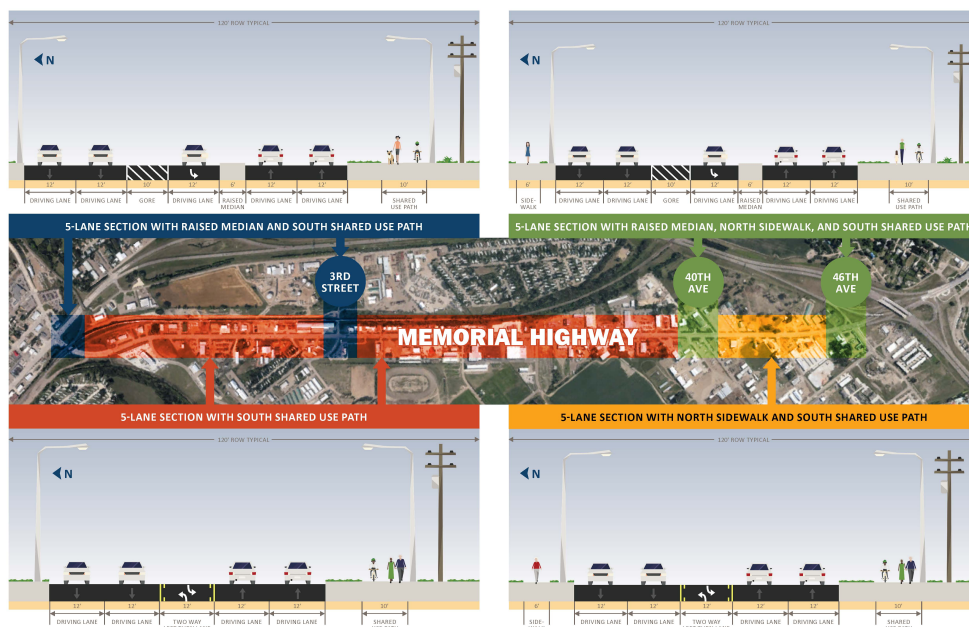 120' ROW TYPICAL
N
12' 12' 10' 12' 6' 12' 12' 10'
DRIVING LANE DRIVING LANE GORE DRIVING LANE RAISED MEDIAN DRIVING LANE DRIVING LANE SHARED USE PATH
120' ROW TYPICAL
N
6' 12' 12' 10' 12' 6' 12' 12' 10'
SIDE-WALK DRIVING LANE DRIVING LANE GORE DRIVING LANE RAISED MEDIAN DRIVING LANE DRIVING LANE SHARED USE PATH
5-LANE SECTION WITH RAISED MEDIAN AND SOUTH SHARED USE PATH
5-LANE SECTION WITH RAISED MEDIAN, NORTH SIDEWALK, AND SOUTH SHARED USE PATH
3RD
STREET
40TH
AVE
46TH
AVE
MEMORIAL HIGHWAY
5-LANE SECTION WITH SOUTH SHARED USE PATH
5-LANE SECTION WITH NORTH SIDEWALK AND SOUTH SHARED USE PATH
120' ROW TYPICAL
N
12' 12' 12' 12' 12' 10'
DRIVING LANE DRIVING LANE TWO WAY DRIVING LANE DRIVING LANE SHARED
120' ROW TYPICAL
N
6' 12' 12' 12' 12' 12' 10'
SIDE- DRIVING LANE DRIVING LANE TWO WAY DRIVING LANE DRIVING LANE SHARED